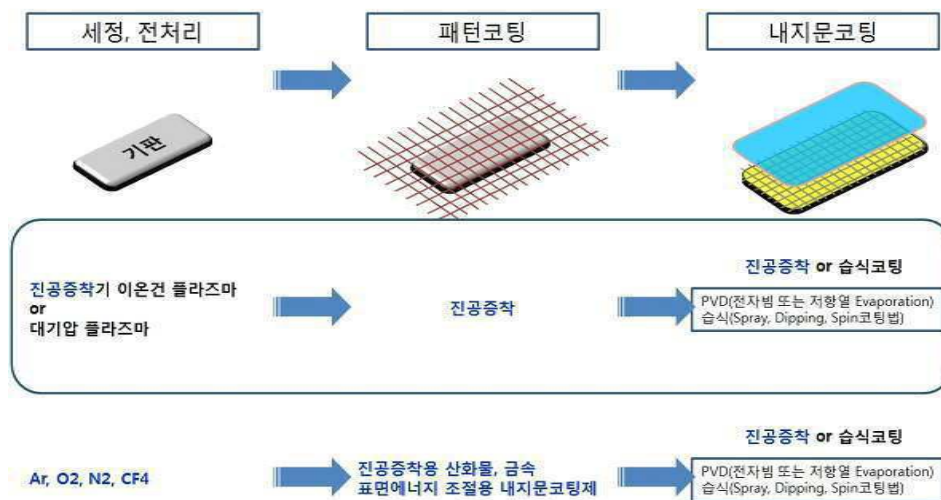 세정, 전처리
패턴코팅
내지문코팅
기판
진공증착기 이온건 플라즈마
or
대기압 플라즈마
진공증착
진공증착 or 습식코팅
PVD(전자빔 또는 저항열 Evaporation)
습식(Spray, Dipping, Spin코팅법)
Ar, O2, N2, CF4
진공증착용 산화물, 금속
표면에너지 조절용 내지문코팅제
진공증착 or 습식코팅
PVD(전자빔 또는 저항열 Evaporation)
습식(Spray, Dipping, Spin코팅법)